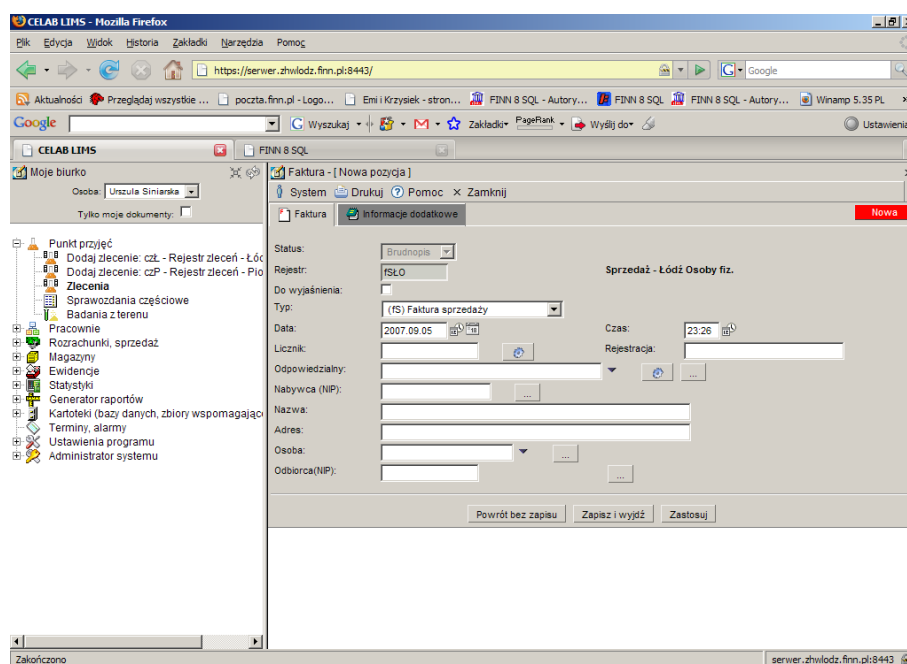 CELAB LIMS - Mozilla Firefox
Plik Edycja Widok Historia Zakładki Narzędzia Pomoc
https://serwer.zhwlodz.finn.pl:8443/
G Google
Aktualności Przeglądaj wszystkie ... poczta.finn.pl - Logo... Emi i Krzysiek - stron... FINN 8 SQL - Autory... FINN 8 SQL FINN 8 SQL - Autory... Winamp 5.35 PL »
Google G Wyszukaj Zakładki PageRank Wyślij do Ustawienia
CELAB LIMS FINN 8 SQL
Moje biurko
Osoba: Urszula Siniarska
Tylko moje dokumenty:
Punkt przyjęć
Dodaj zlecenie: czŁ - Rejestr zleceń - Łód
Dodaj zlecenie: czP - Rejestr zleceń - Pio
Zlecenia
Sprawozdania częściowe
Badania z terenu
Pracownie
Rozrachunki, sprzedaż
Magazyny
Ewidencje
Statystyki
Generator raportów
Kartoteki (bazy danych, zbiory wspomagając
Terminy, alarmy
Ustawienia programu
Administrator systemu
Faktura - [ Nowa pozycja ]
System Drukuj Pomoc Zamknij
Faktura Informacje dodatkowe Nowa
Status: Brudnopis
Rejestr: fSŁO Sprzedaż - Łódź Osoby fiz.
Do wyjaśnienia:
Typ: (fS) Faktura sprzedaży
Data: 2007.09.05 Czas: 23:26
Licznik: Rejestracja:
Odpowiedzialny: ...
Nabywca (NIP): ...
Nazwa:
Adres:
Osoba: ...
Odbiorca(NIP): ...
Powrót bez zapisu Zapisz i wyjdź Zastosuj
Zakończono serwer.zhwlodz.finn.pl:8443